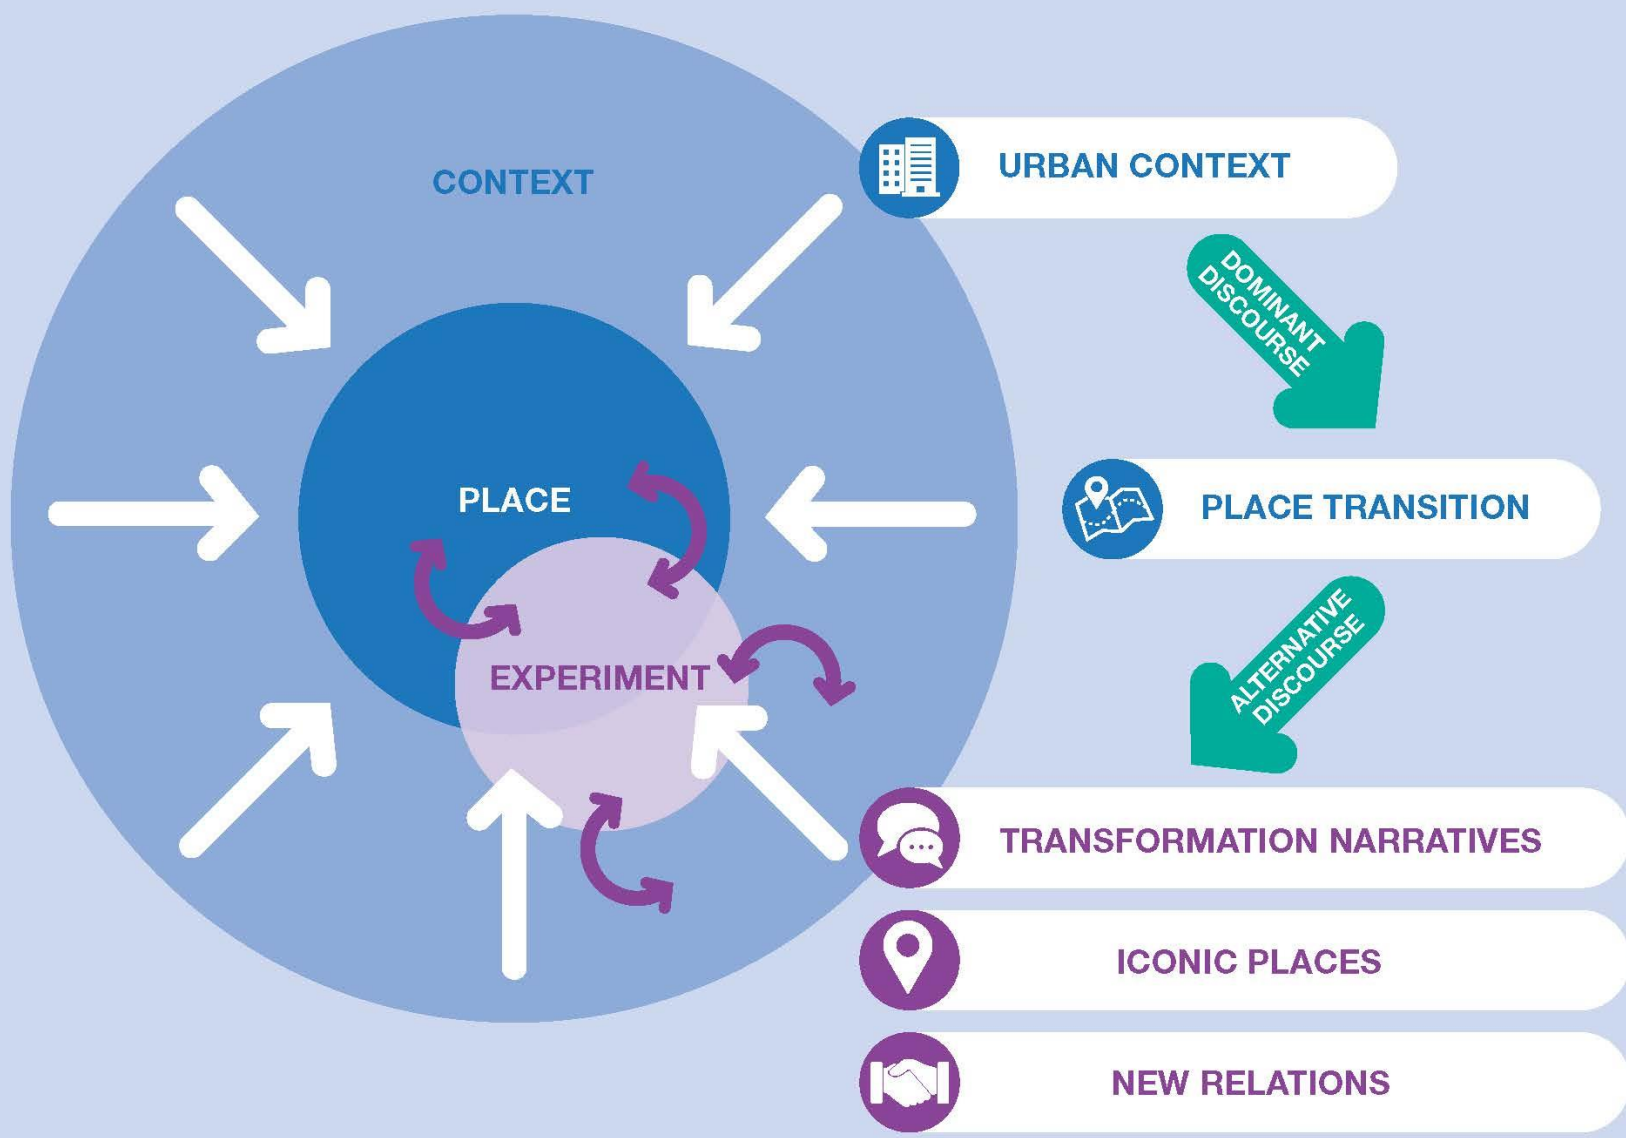 CONTEXT
PLACE
EXPERIMENT
URBAN CONTEXT
DOMINANT
DISCOURSE
PLACE TRANSITION
ALTERNATIVE
DISCOURSE
TRANSFORMATION NARRATIVES
ICONIC PLACES
NEW RELATIONS